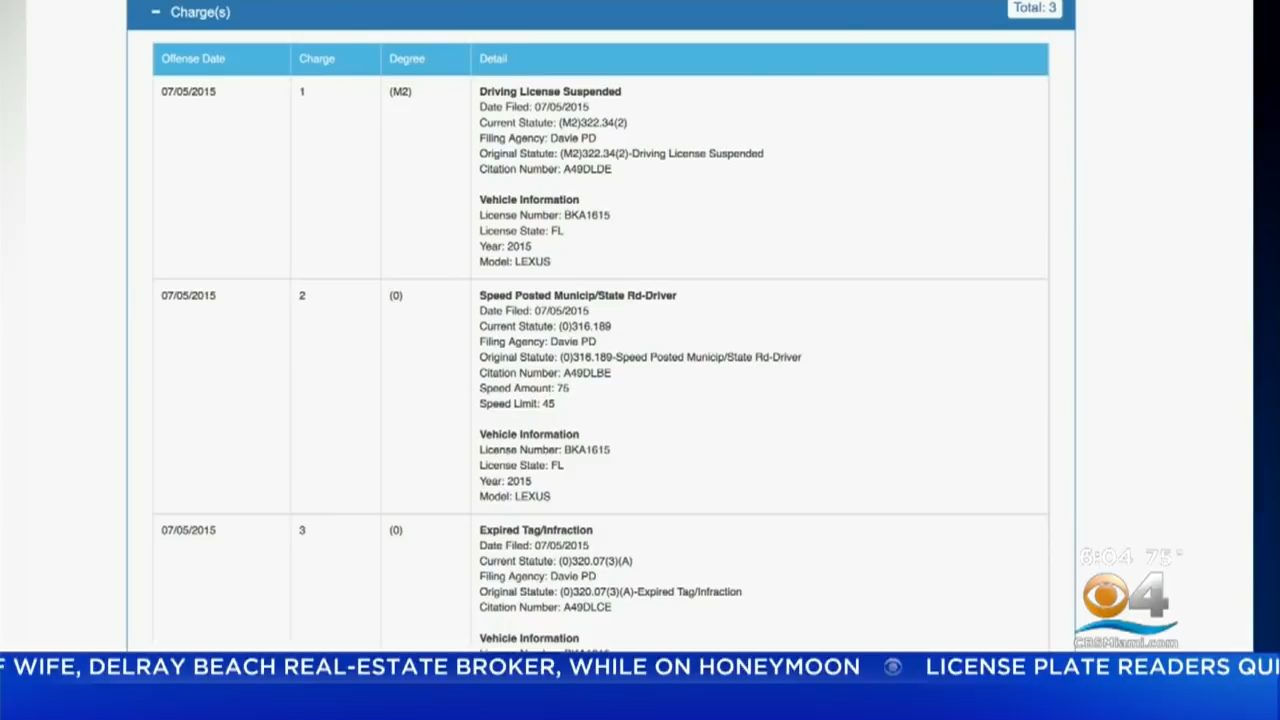 − Charge(s)
Total: 3
Offense Date Charge Degree Detail
07/05/2015 1 (M2) Driving License Suspended
Date Filed: 07/05/2015
Current Statute: (M2)322.34(2)
Filing Agency: Davie PD
Original Statute: (M2)322.34(2)-Driving License Suspended
Citation Number: A49DLDE
Vehicle Information
License Number: BKA1615
License State: FL
Year: 2015
Model: LEXUS
07/05/2015 2 (0) Speed Posted Municip/State Rd-Driver
Date Filed: 07/05/2015
Current Statute: (0)316.189
Filing Agency: Davie PD
Original Statute: (0)316.189-Speed Posted Municip/State Rd-Driver
Citation Number: A49DLBE
Speed Amount: 75
Speed Limit: 45
Vehicle Information
License Number: BKA1615
License State: FL
Year: 2015
Model: LEXUS
07/05/2015 3 (0) Expired Tag/Infraction
Date Filed: 07/05/2015
Current Statute: (0)320.07(3)(A)
Filing Agency: Davie PD
Original Statute: (0)320.07(3)(A)-Expired Tag/Infraction
Citation Number: A49DLCE
Vehicle Information
6:04 75°
4
CBSMiami.com
F WIFE, DELRAY BEACH REAL-ESTATE BROKER, WHILE ON HONEYMOON LICENSE PLATE READERS QUI